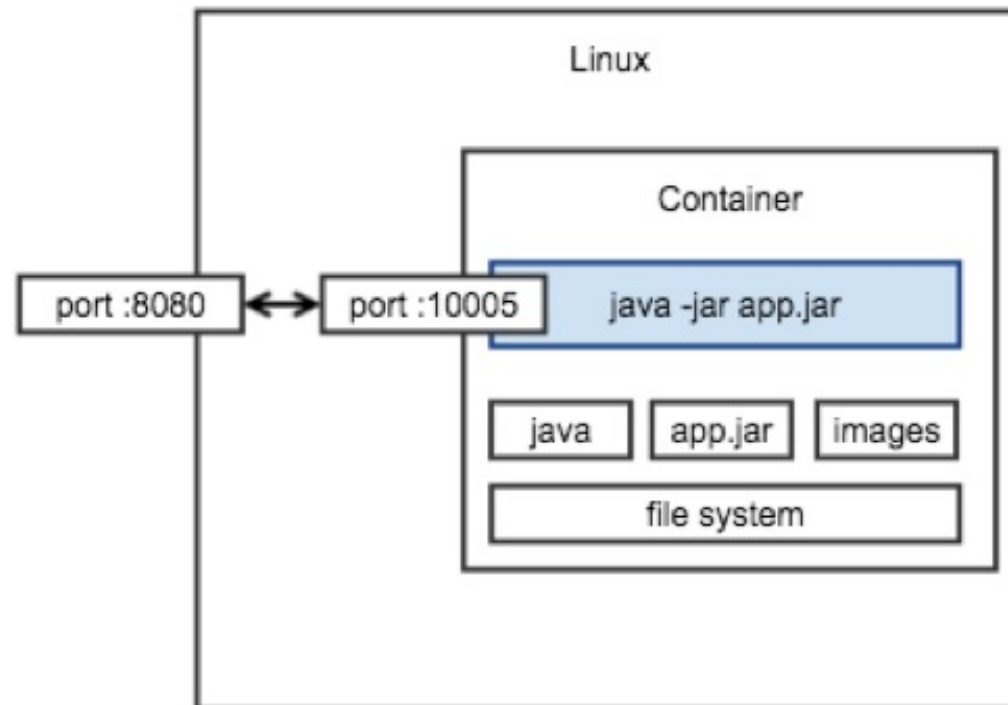 Linux
Container
port :8080
port :10005
java -jar app.jar
java
app.jar
images
file system